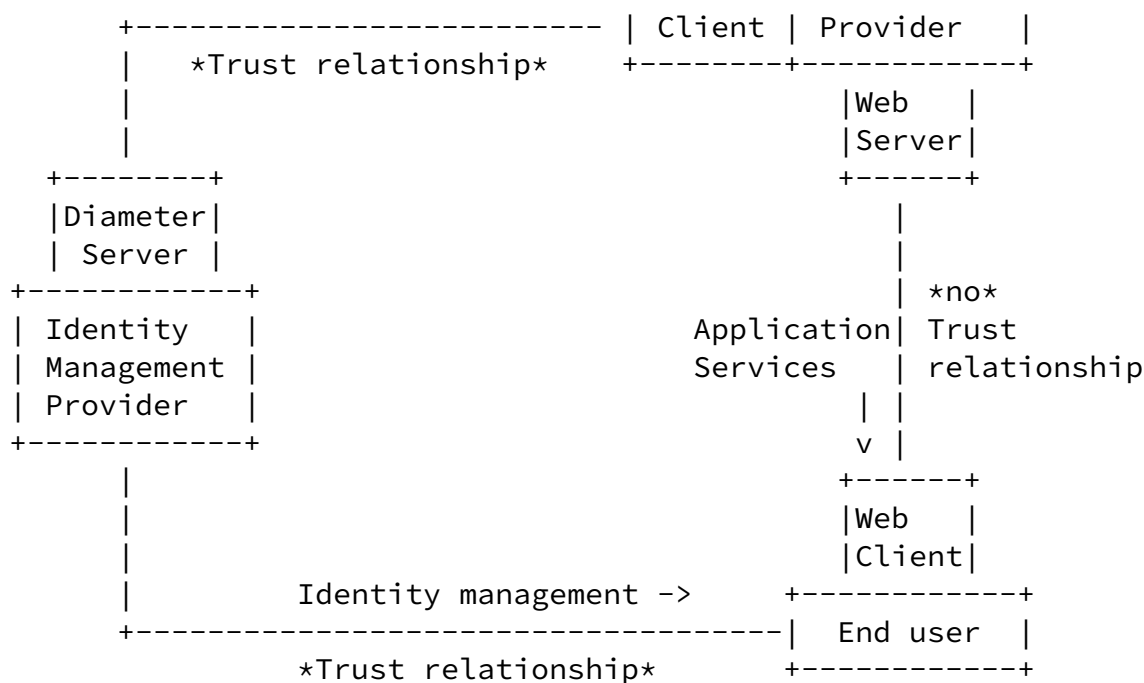 Client Provider
*Trust relationship*
Web
Server
Diameter
Server
*no*
Identity Application Trust
Management Services relationship
Provider
v
Web
Client
Identity management ->
End user
*Trust relationship*